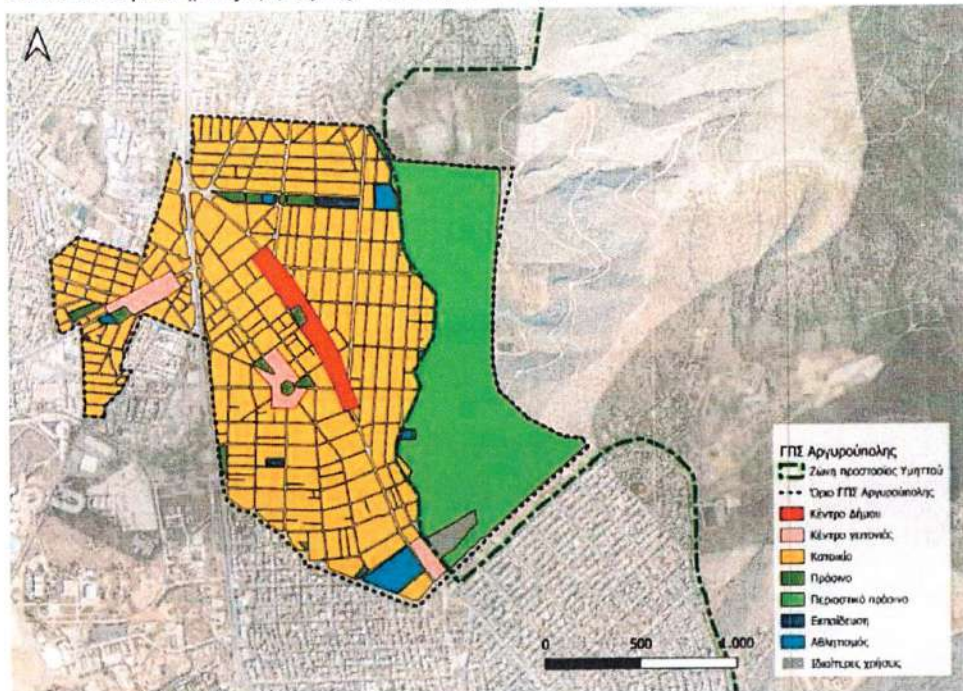 ΓΠΣ Αργυρούπολης
Ζώνη προστασίας Υμηττού
Όριο ΓΠΣ Αργυρούπολης
Κέντρο Δήμου
Κέντρο γειτονιάς
Κατοικία
Πράσινο
Περιαστικό πράσινο
Εκπαίδευση
Αθλητισμός
Ιδιαίτερες χρήσεις
0 500 1.000